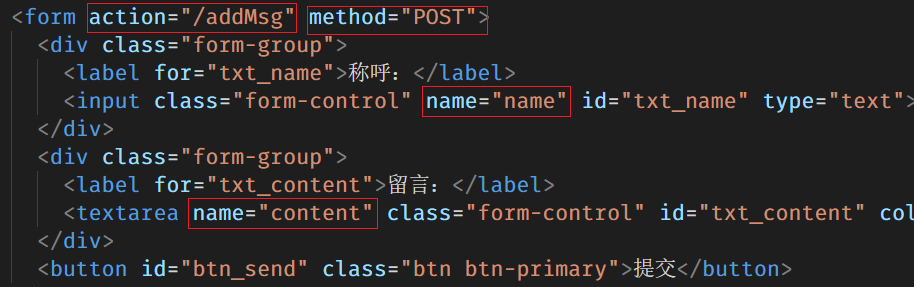 <form action="/addMsg" method="POST">
<div class="form-group">
<label for="txt_name">称呼：</label>
<input class="form-control" name="name" id="txt_name" type="text">
</div>
<div class="form-group">
<label for="txt_content">留言：</label>
<textarea name="content" class="form-control" id="txt_content" col
</div>
<button id="btn_send" class="btn btn-primary">提交</button>